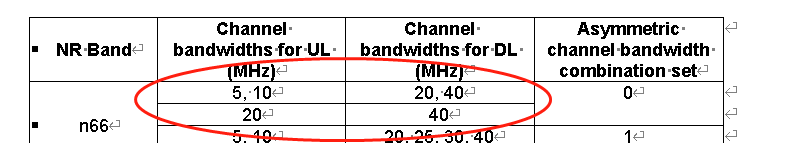 NR Band
Channel
bandwidths for UL
(MHz)
Channel
bandwidths for DL
(MHz)
Asymmetric
channel bandwidth
combination set
n66
5, 10
20, 40
0
20
40
5, 10
20, 25, 30, 40
1